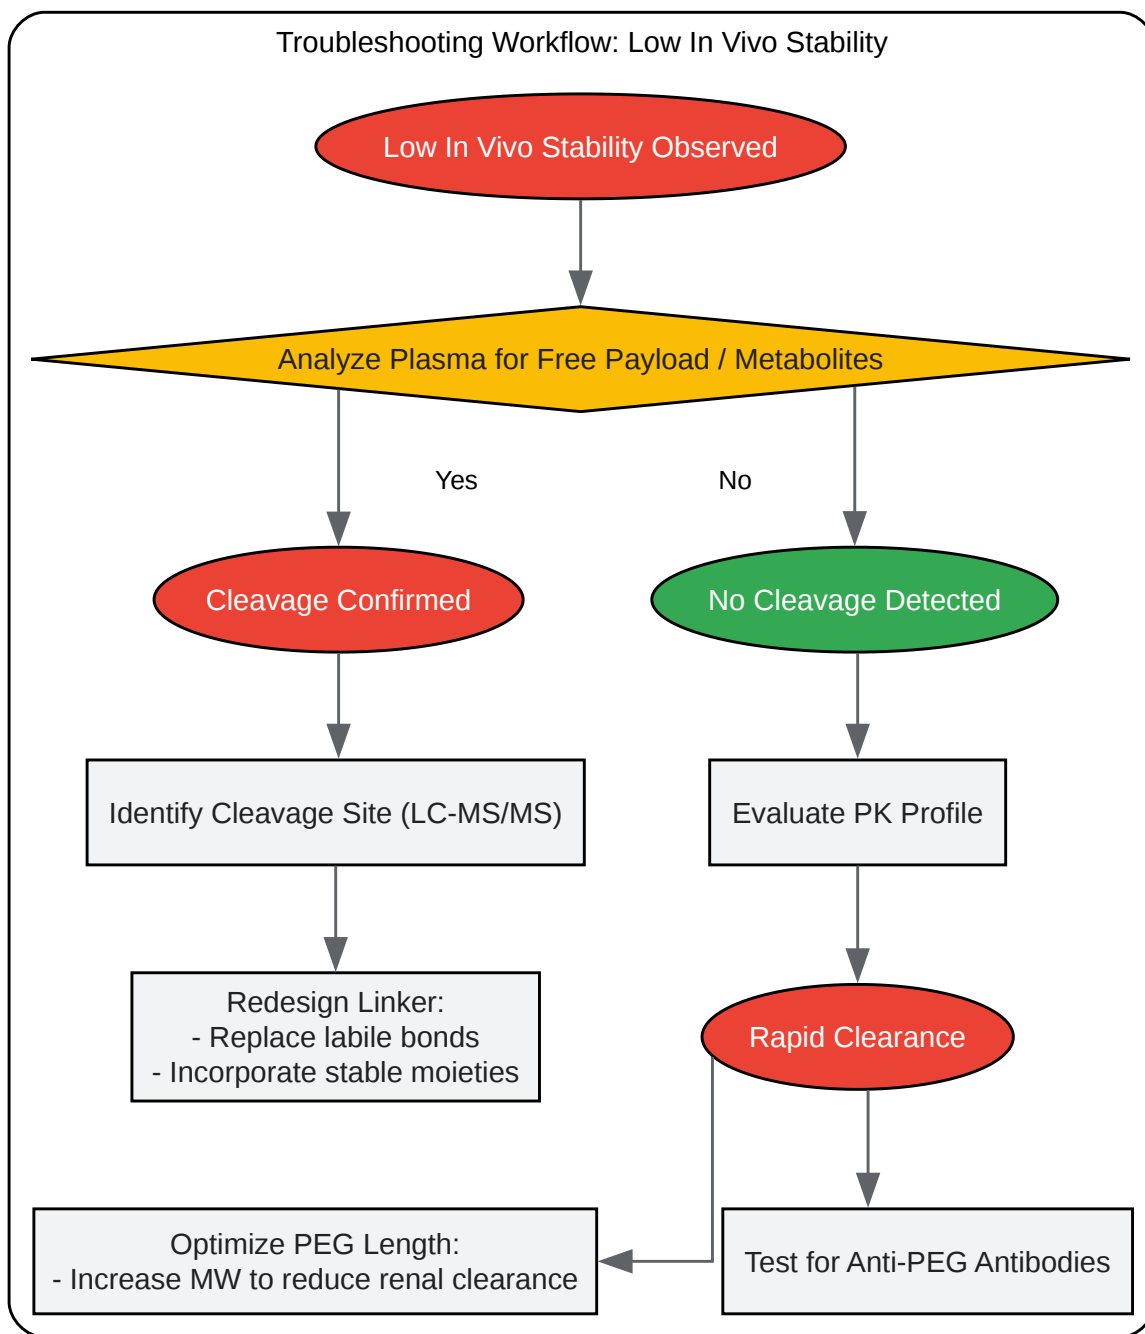 Troubleshooting Workflow: Low In Vivo Stability
Low In Vivo Stability Observed
Analyze Plasma for Free Payload / Metabolites
Yes
No
Cleavage Confirmed
No Cleavage Detected
Identify Cleavage Site (LC-MS/MS)
Evaluate PK Profile
Redesign Linker:
- Replace labile bonds
- Incorporate stable moieties
Rapid Clearance
Optimize PEG Length:
- Increase MW to reduce renal clearance
Test for Anti-PEG Antibodies